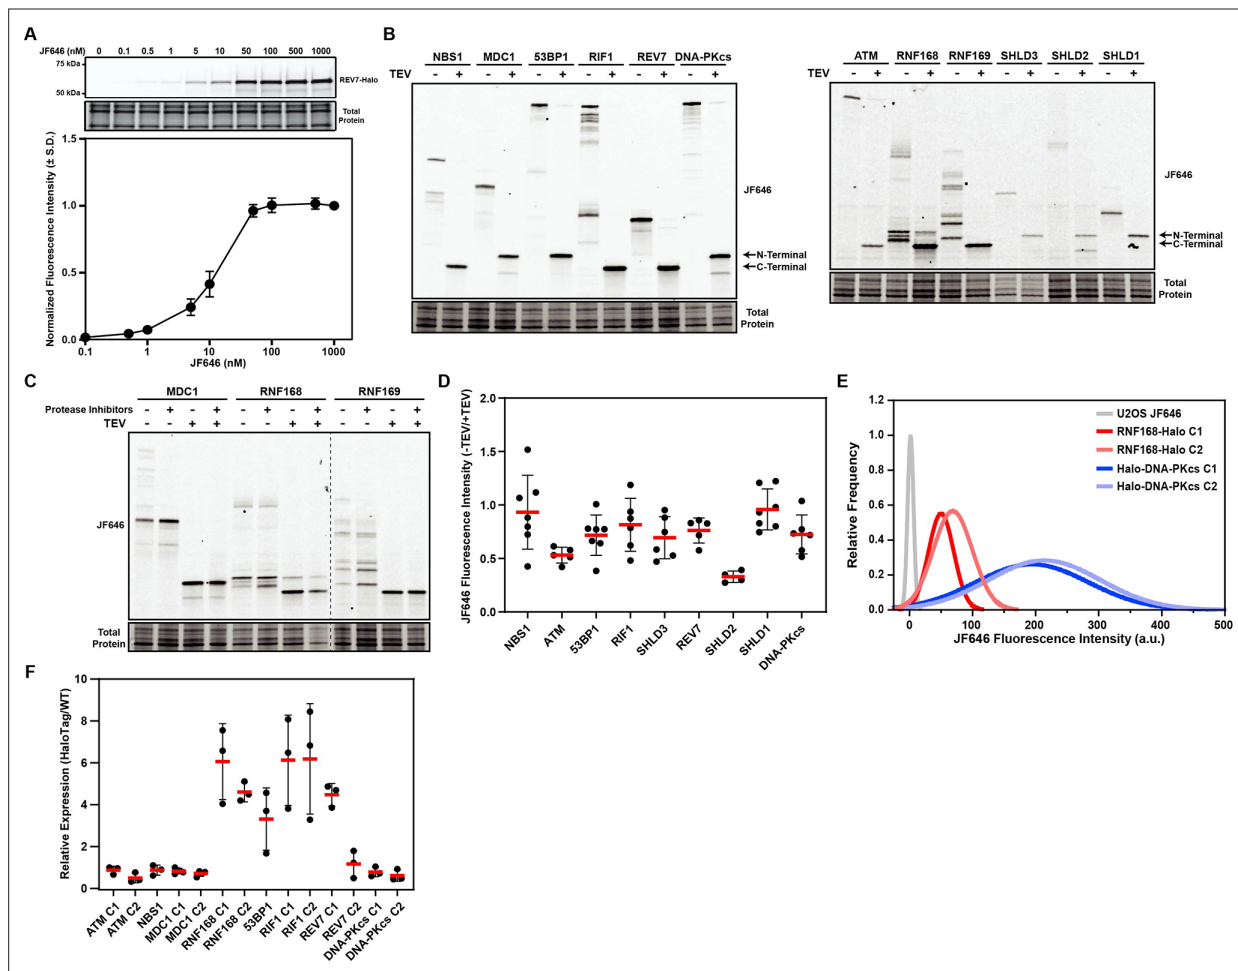 A
JF646 (nM) 0 0.1 0.5 1 5 10 50 100 500 1000
75 kDa
REV7-Halo
50 kDa
Total
Protein
Normalized Fluorescence Intensity (± S.D.)
1.5
1.0
0.5
0.0
0.1 1 10 100 1000
JF646 (nM)
B
NBS1 MDC1 53BP1 RIF1 REV7 DNA-PKcs
TEV - + - + - + - + - + - +
JF646
N-Terminal
C-Terminal
Total
Protein
ATM RNF168 RNF169 SHLD3 SHLD2 SHLD1
TEV - + - + - + - + - + - +
JF646
N-Terminal
C-Terminal
Total
Protein
C
MDC1 RNF168 RNF169
Protease Inhibitors - + - + - + - + - + - +
TEV - - + + - - + + - - + +
JF646
Total
Protein
D
JF646 Fluorescence Intensity (-TEV/+TEV)
2.0
1.5
1.0
0.5
0.0
NBS1 ATM 53BP1 RIF1 SHLD3 REV7 SHLD2 SHLD1 DNA-PKcs
E
Relative Frequency
1.2
1.0
0.8
0.6
0.4
0.2
0.0
0 100 200 300 400 500
JF646 Fluorescence Intensity (a.u.)
U2OS JF646
RNF168-Halo C1
RNF168-Halo C2
Halo-DNA-PKcs C1
Halo-DNA-PKcs C2
F
Relative Expression (HaloTag/WT)
10
8
6
4
2
0
ATM C1 ATM C2 NBS1 MDC1 C1 MDC1 C2 RNF168 C1 RNF168 C2 53BP1 RIF1 C1 RIF1 C2 REV7 C1 REV7 C2 DNA-PKcs C1 DNA-PKcs C2